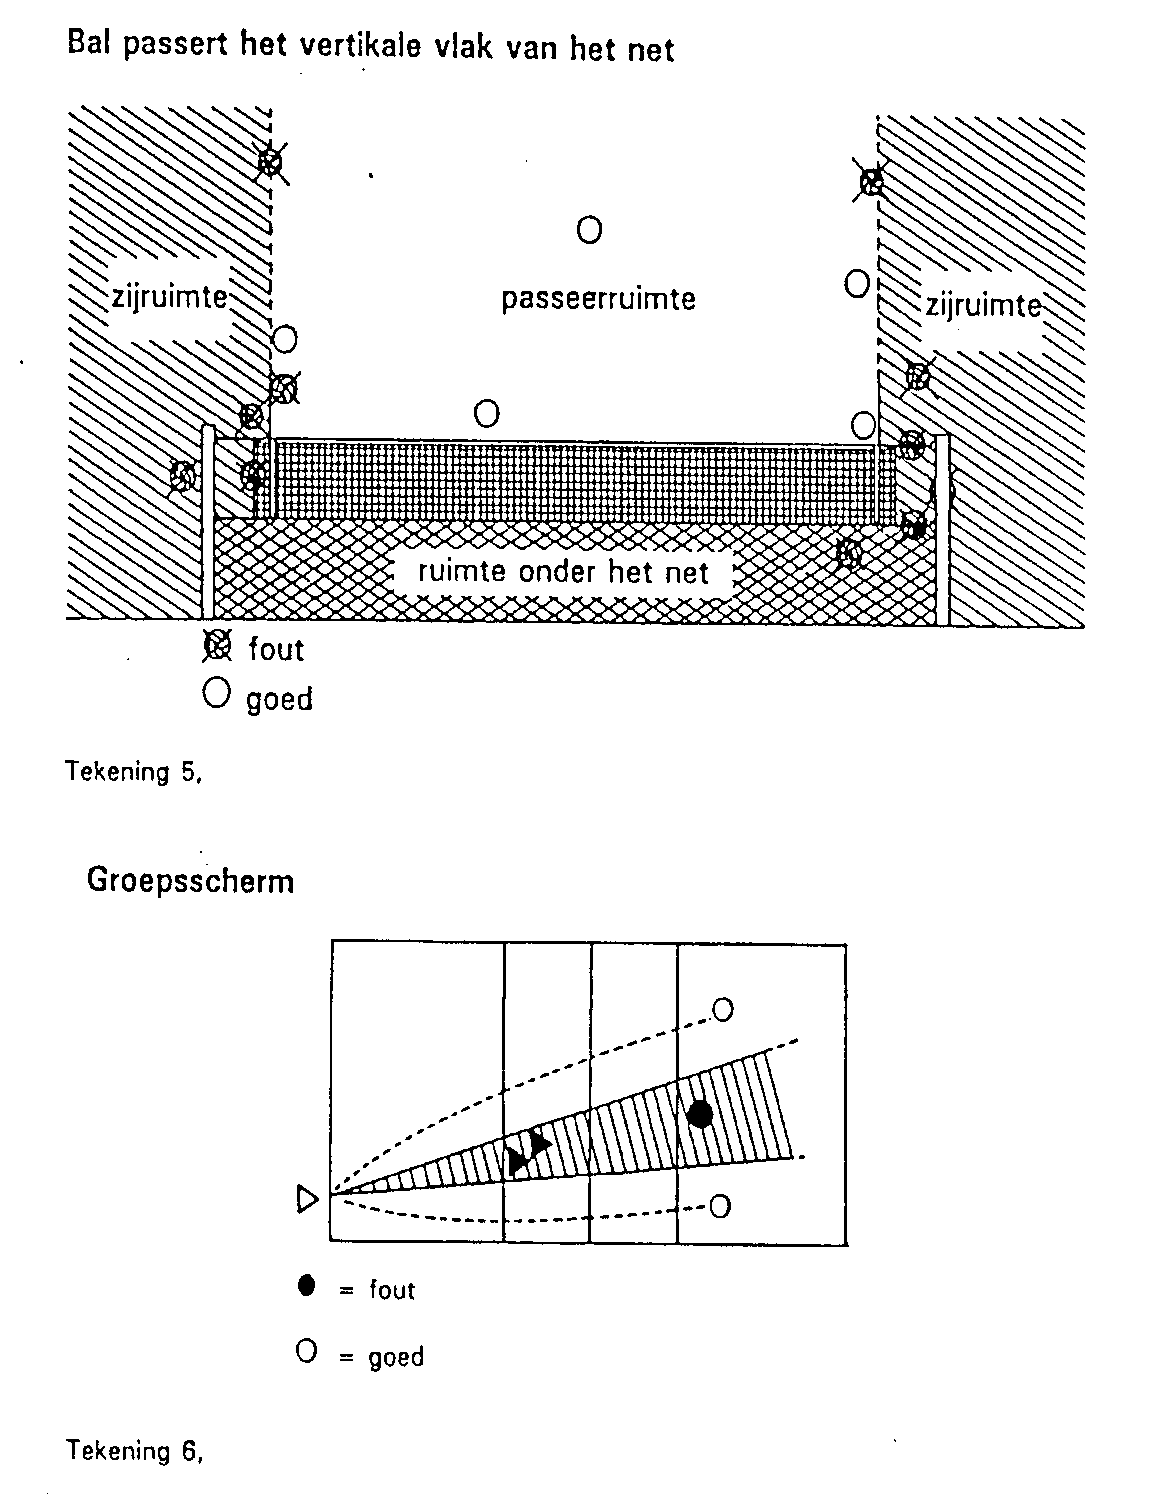 Bal passert het vertikale vlak van het net
zijruimte
passeerruimte
zijruimte
ruimte onder het net
fout
goed
Tekening 5,
Groepsscherm
= fout
= goed
Tekening 6,